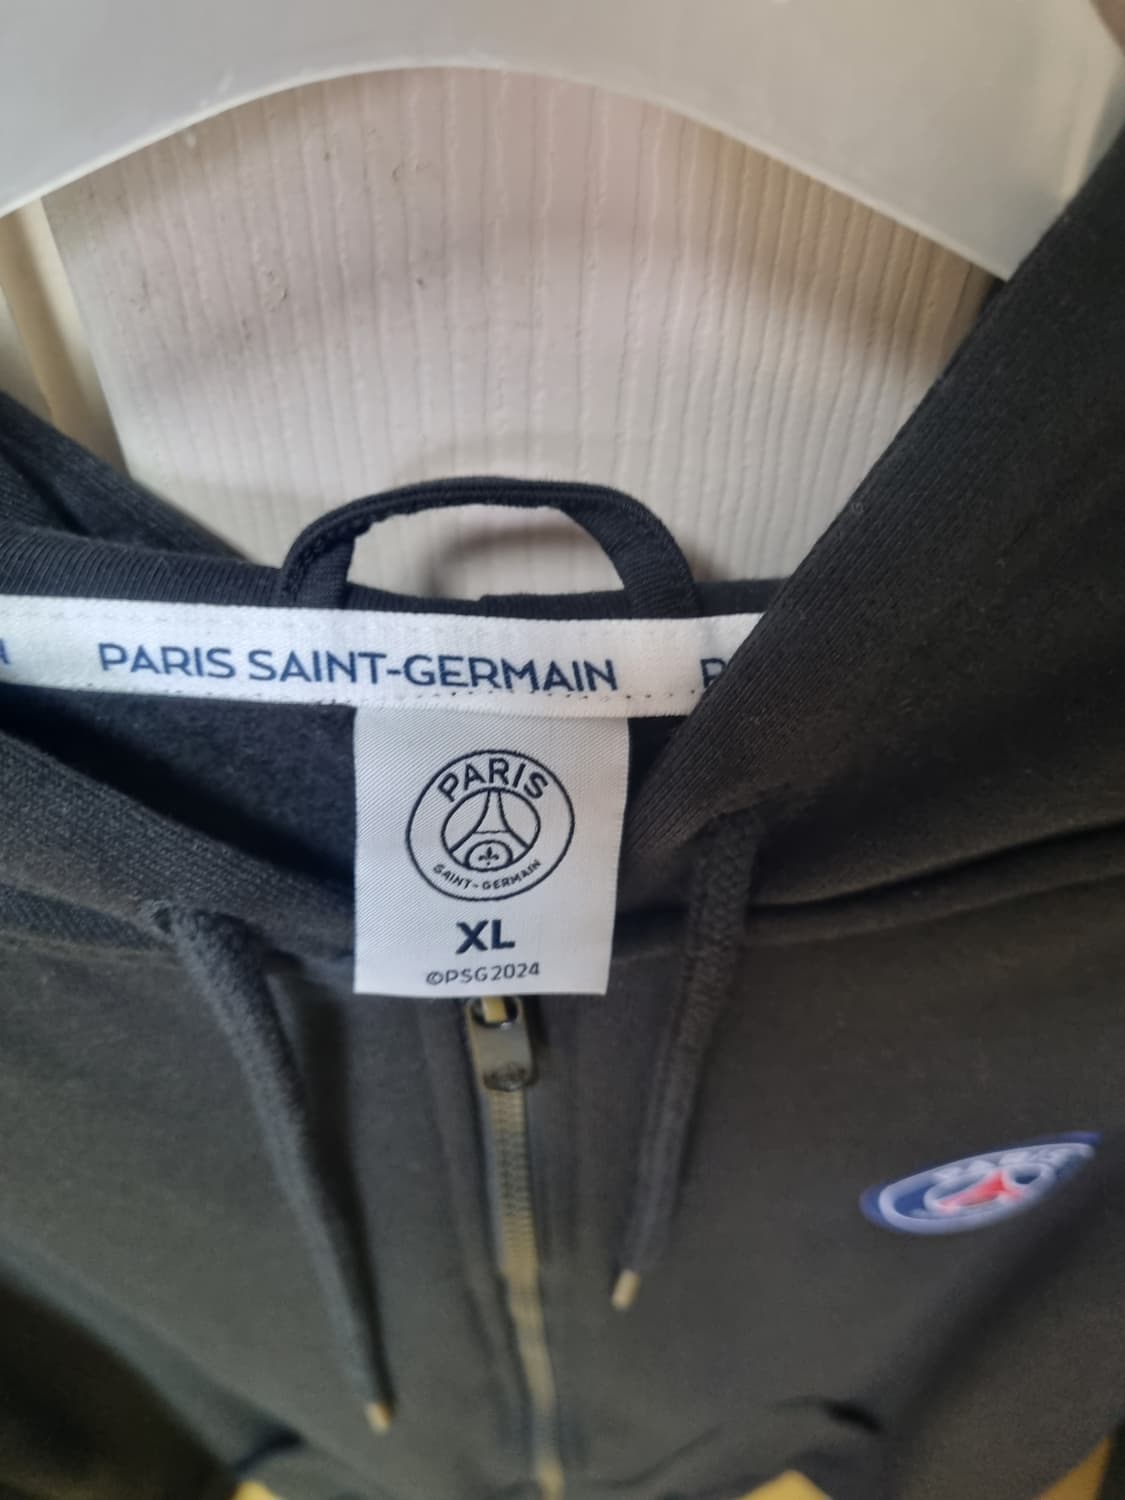 PARIS SAINT-GERMAIN
PARIS
SAINT-GERMAIN
XL
©PSG2024